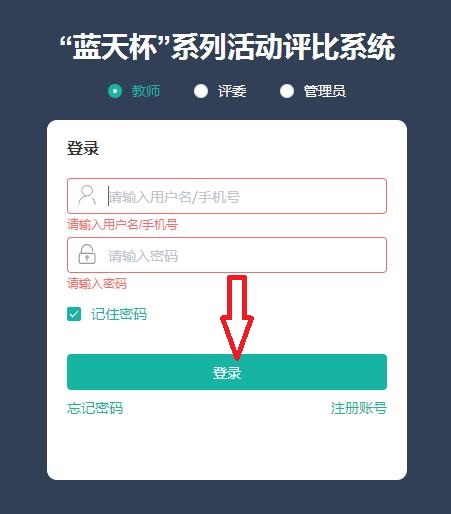 “蓝天杯”系列活动评比系统
教师 评委 管理员
登录
请输入用户名/手机号
请输入用户名/手机号
请输入密码
请输入密码
记住密码
登录
忘记密码 注册账号